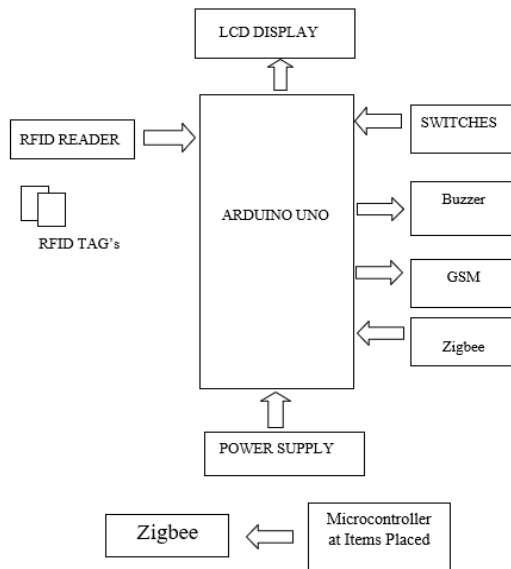 LCD DISPLAY
RFID READER
SWITCHES
ARDUINO UNO
Buzzer
RFID TAG's
GSM
Zigbee
POWER SUPPLY
Zigbee
Microcontroller
at Items Placed